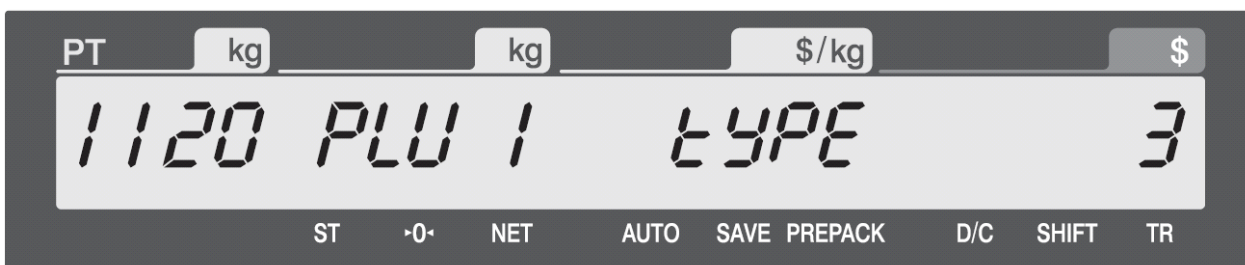 PT kg kg $/kg $
1120 PLU 1 tYPE 3
ST ►0◄ NET AUTO SAVE PREPACK D/C SHIFT TR